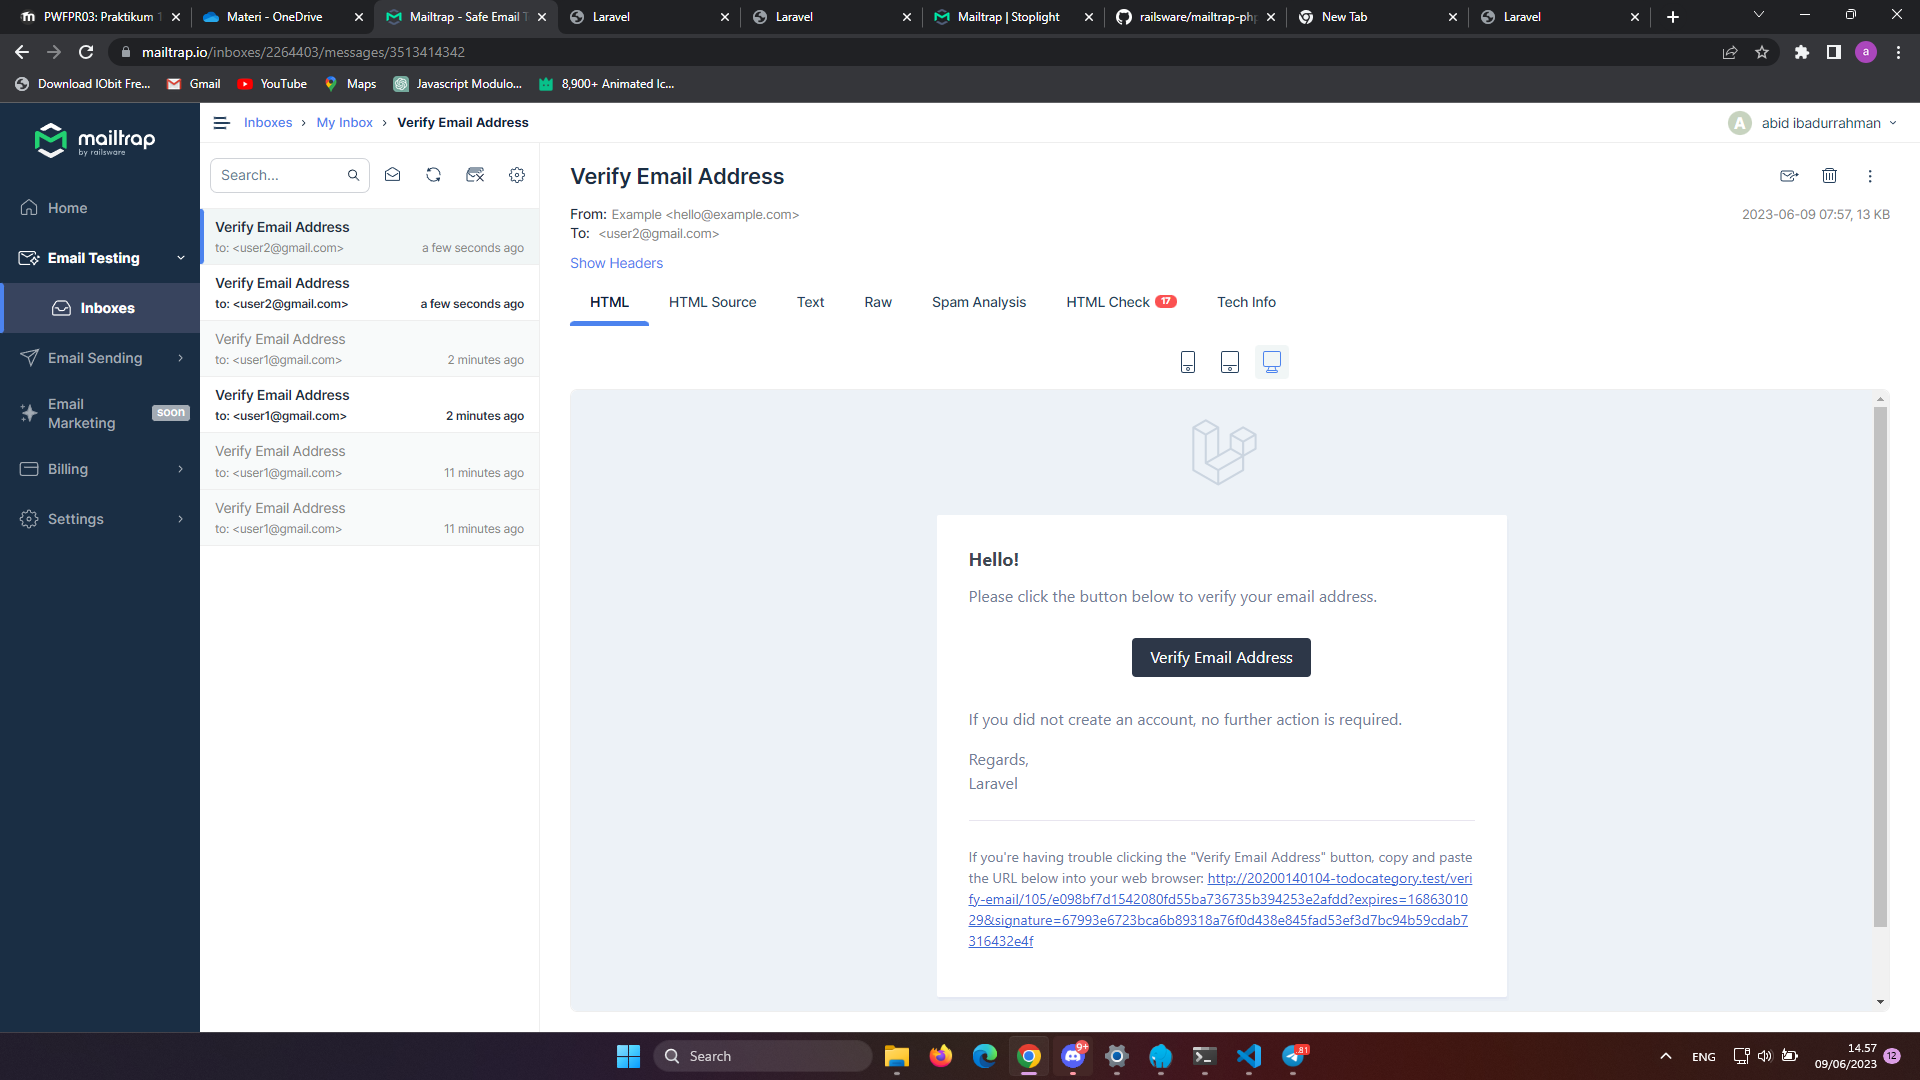 PWFPR03: Praktikum
Materi - OneDrive
Mailtrap - Safe Email
Laravel
Laravel
Mailtrap | Stoplight
railsware/mailtrap-ph
New Tab
Laravel
mailtrap.io/inboxes/2264403/messages/3513414342
a
Download IObit Fre...
Gmail
YouTube
Maps
Javascript Modulo...
8,900+ Animated Ic...
mailtrap
by railsware
Home
Email Testing
Inboxes
Email Sending
Email
Marketing
soon
Billing
Settings
Inboxes › My Inbox › Verify Email Address
A abid ibadurrahman
Search...
Verify Email Address
to: <user2@gmail.com> a few seconds ago
Verify Email Address
to: <user2@gmail.com> a few seconds ago
Verify Email Address
to: <user1@gmail.com> 2 minutes ago
Verify Email Address
to: <user1@gmail.com> 2 minutes ago
Verify Email Address
to: <user1@gmail.com> 11 minutes ago
Verify Email Address
to: <user1@gmail.com> 11 minutes ago
Verify Email Address
From: Example <hello@example.com> 2023-06-09 07:57, 13 KB
To: <user2@gmail.com>
Show Headers
HTML HTML Source Text Raw Spam Analysis HTML Check 17 Tech Info
Hello!
Please click the button below to verify your email address.
Verify Email Address
If you did not create an account, no further action is required.
Regards,
Laravel
If you're having trouble clicking the "Verify Email Address" button, copy and paste
the URL below into your web browser: http://20200140104-todocategory.test/veri
fy-email/105/e098bf7d1542080fd55ba736735b394253e2afdd?expires=16863010
29&signature=67993e6723bca6b89318a76f0d438e845fad53ef3d7bc94b59cdab7
316432e4f
Search
9+
81
ENG
14.57
09/06/2023
12